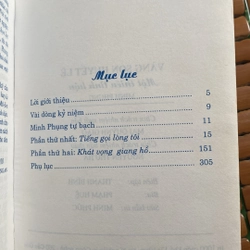 Mục lục
Lời giới thiệu 5
Vài dòng kỷ niệm 9
Minh Phụng tự bạch 11
Phần thứ nhất: Tiếng gọi lòng tôi 15
Phần thứ hai: Khát vọng giang hồ 151
Phụ lục 305